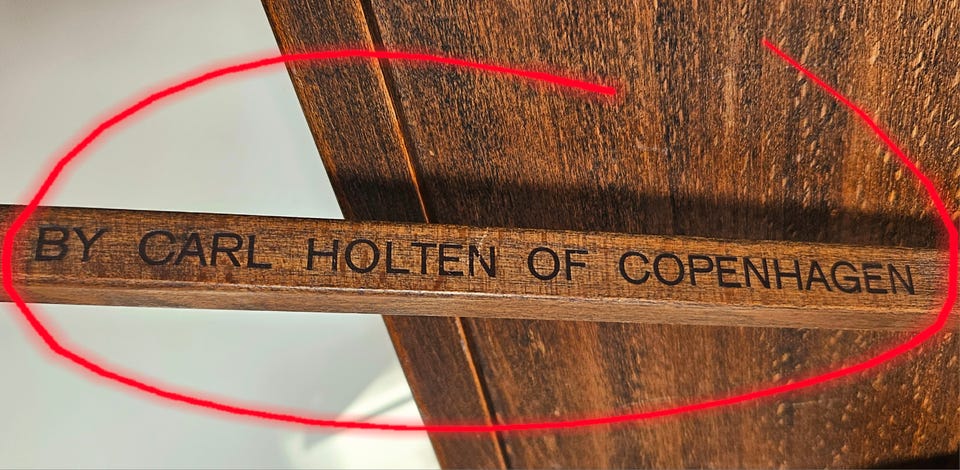 BY CARL HOLTEN OF COPENHAGEN